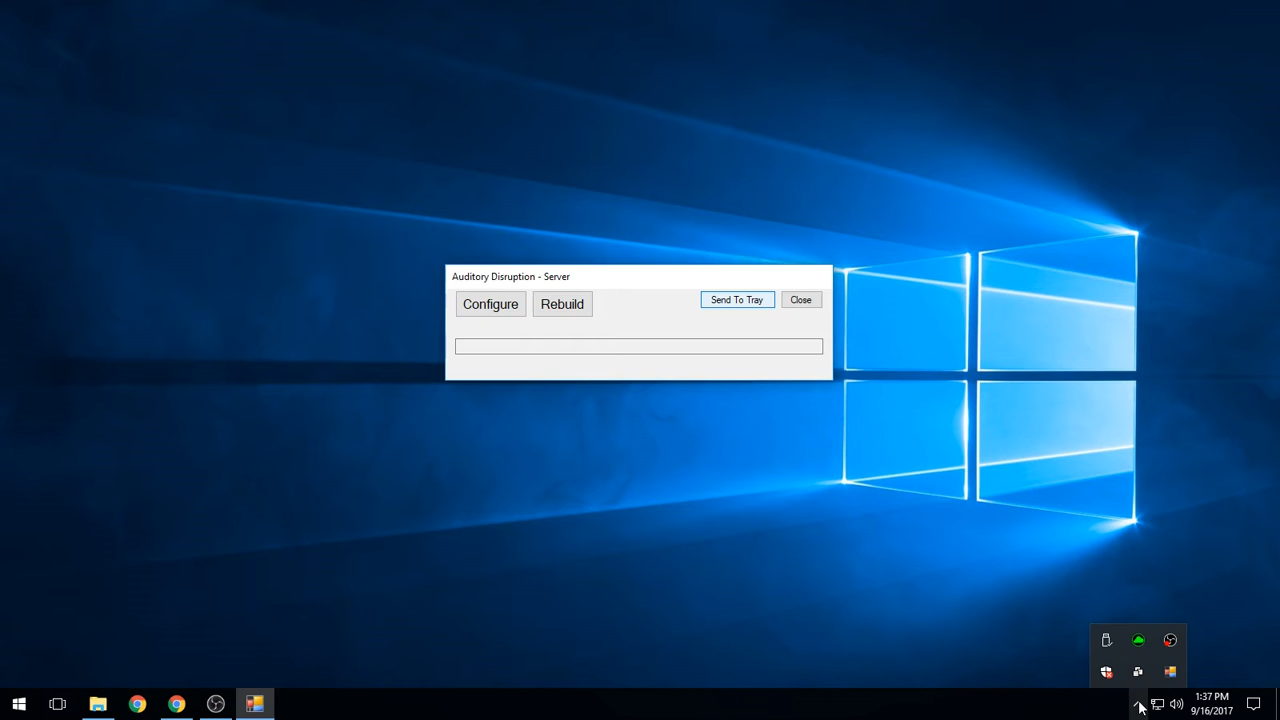 Auditory Disruption - Server
Configure
Rebuild
Send To Tray
Close
1:37 PM
9/16/2017